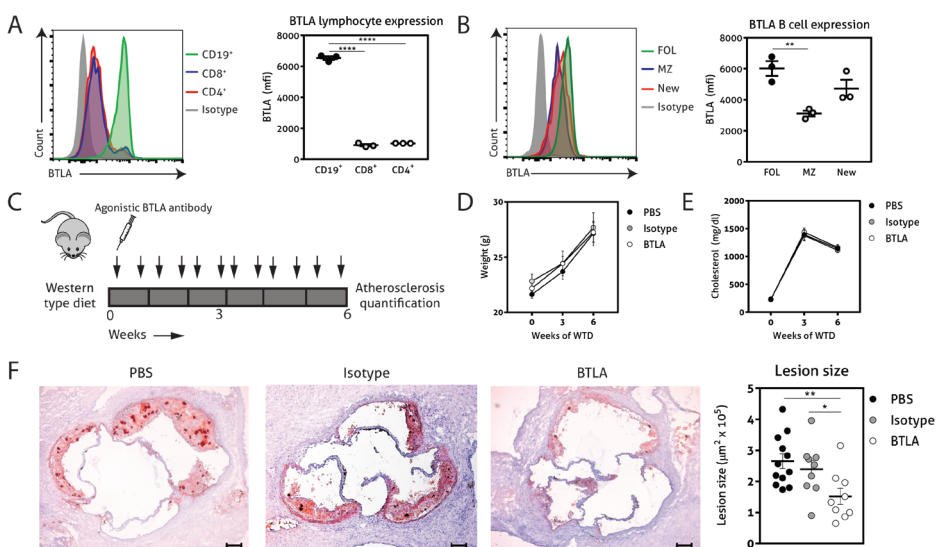 A
CD19⁺
CD8⁺
CD4⁺
Isotype
Count
BTLA
BTLA lymphocyte expression
BTLA (mfi)
8000
6000
4000
2000
0
****
****
CD19⁺ CD8⁺ CD4⁺
B
FOL
MZ
New
Isotype
Count
BTLA
BTLA B cell expression
BTLA (mfi)
8000
6000
4000
2000
0
**
FOL MZ New
C
Agonistic BTLA antibody
Western type diet
Atherosclerosis quantification
0 3 6
Weeks
D
Weight (g)
30
25
20
0 3 6
Weeks of WTD
PBS
Isotype
BTLA
E
Cholesterol (mg/dl)
2000
1500
1000
500
0
0 3 6
Weeks of WTD
PBS
Isotype
BTLA
F
PBS
Isotype
BTLA
Lesion size
Lesion size (μm² x 10⁵)
5
4
3
2
1
0
**
*
PBS
Isotype
BTLA